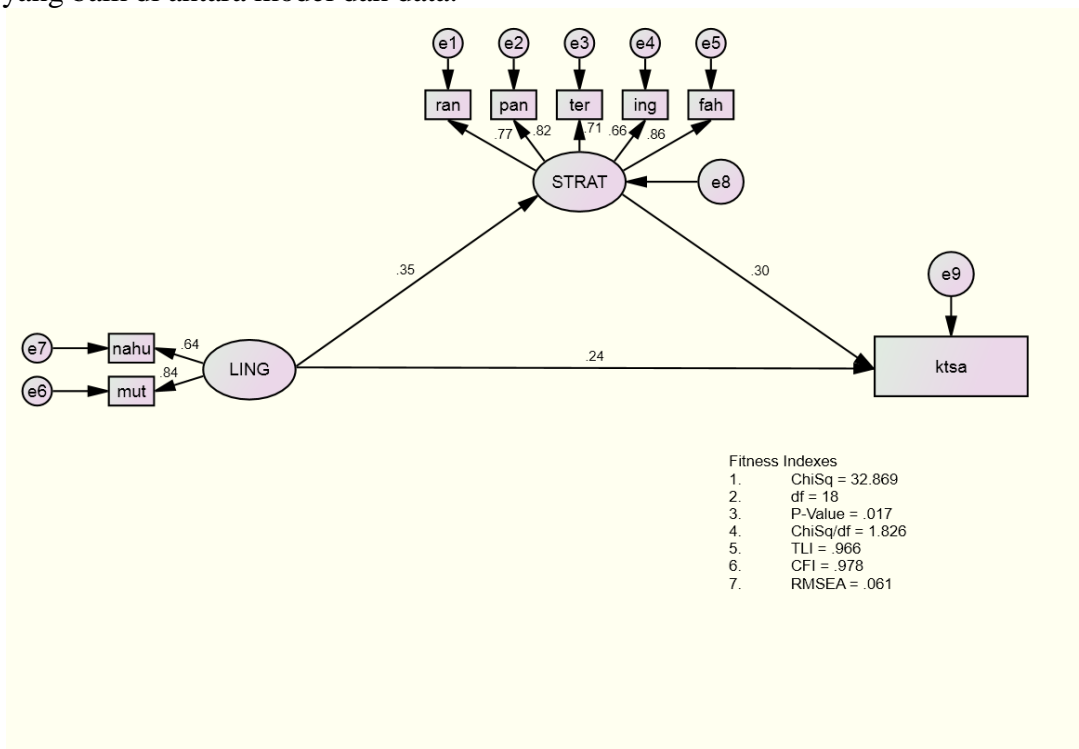 yang baik di antara model dan data.
e1 e2 e3 e4 e5
ran pan ter ing fah
.77 .82 .71 .66 .86
STRAT e8
.35 .30
e9
e7 nahu .64
LING .24 ktsa
.84
e6 mut
Fitness Indexes
1. ChiSq = 32.869
2. df = 18
3. P-Value = .017
4. ChiSq/df = 1.826
5. TLI = .966
6. CFI = .978
7. RMSEA = .061